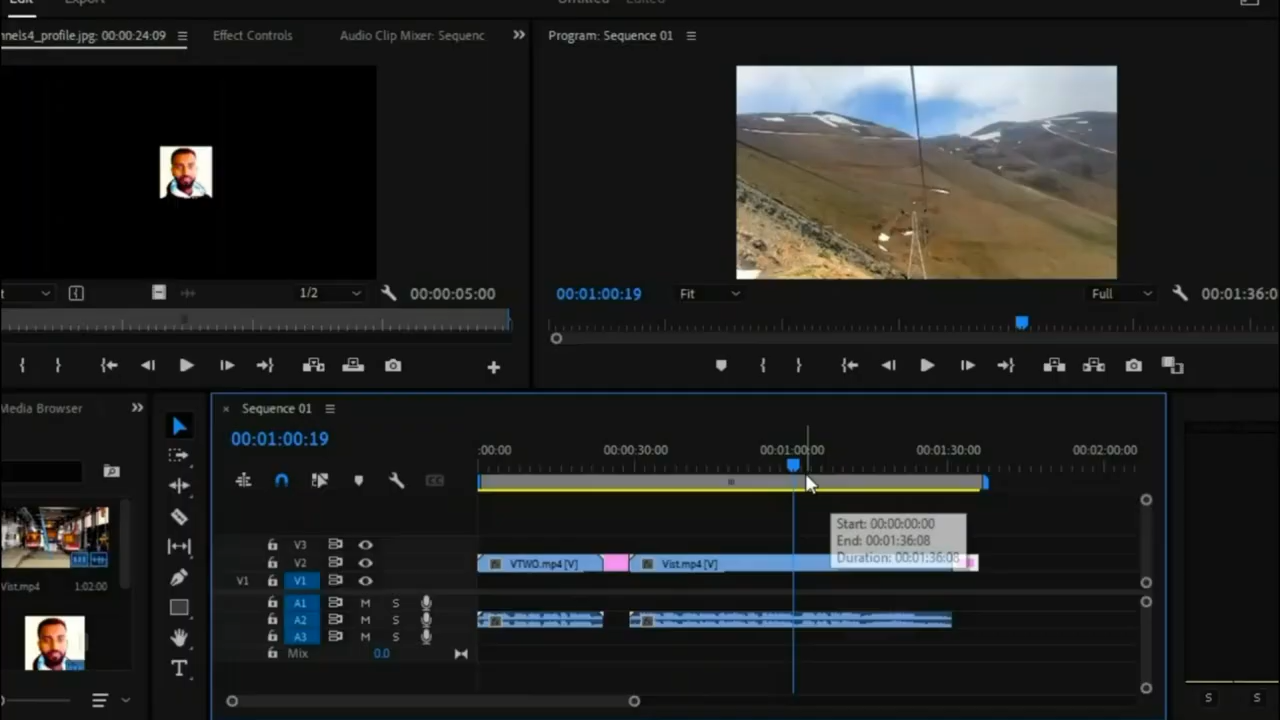 Edit Export
Untitled - Edited
nnels4_profile.jpg: 00:00:24:09 Effect Controls Audio Clip Mixer: Sequenc
Program: Sequence 01
t 1/2 00:00:05:00
00:01:00:19 Fit Full 00:01:36:0
Media Browser
Sequence 01
00:01:00:19
:00:00 00:00:30:00 00:01:00:00 00:01:30:00 00:02:00:00
Start: 00:00:00:00
End: 00:01:36:08
Duration: 00:01:36:08
V3
V2 VTWO.mp4 [V] Vist.mp4 [V]
V1 V1
A1 M S
A2 M S
A3 M S
Mix 0.0
Vist.mp4 1:02:00
T
S S